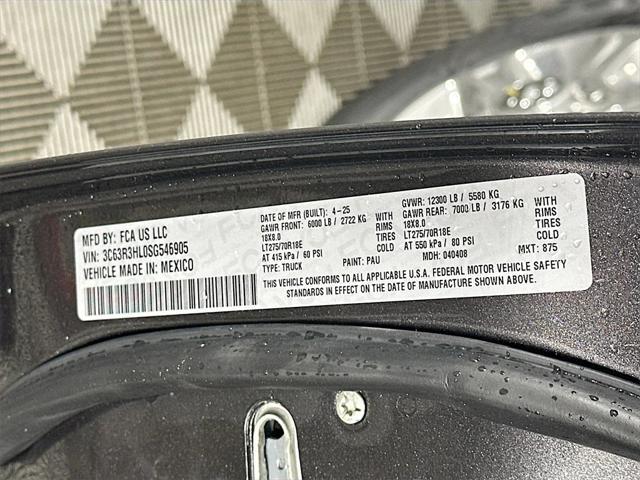 MFD BY: FCA US LLC
VIN: 3C63R3HL0SG546905
VEHICLE MADE IN: MEXICO
DATE OF MFR (BUILT): 4-25
GAWR FRONT: 6000 LB / 2722 KG WITH
18X8.0 RIMS
LT275/70R18E TIRES
AT 415 kPa / 60 PSI COLD
TYPE: TRUCK PAINT: PAU
GVWR: 12300 LB / 5580 KG
GAWR REAR: 7000 LB / 3176 KG WITH
18X8.0 RIMS
LT275/70R18E TIRES
AT 550 kPa / 80 PSI COLD
MDH: 040408 MKT: 875
THIS VEHICLE CONFORMS TO ALL APPLICABLE U.S.A. FEDERAL MOTOR VEHICLE SAFETY
STANDARDS IN EFFECT ON THE DATE OF MANUFACTURE SHOWN ABOVE.